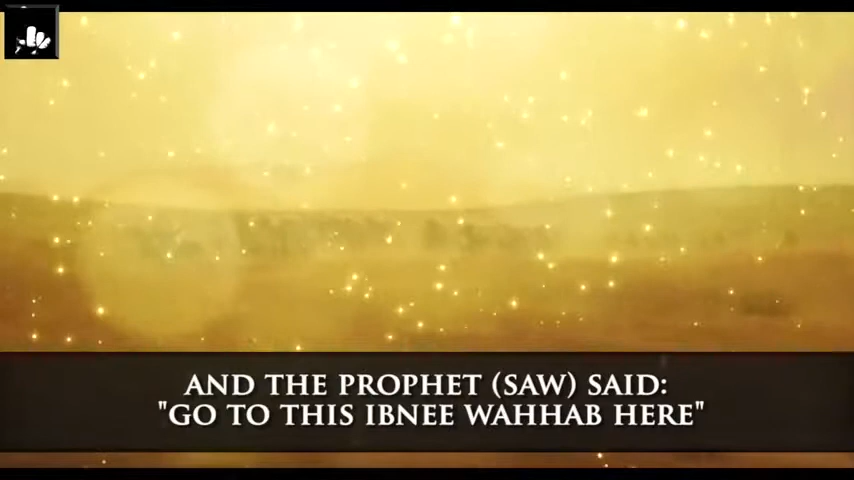 AND THE PROPHET (SAW) SAID:
"GO TO THIS IBNEE WAHHAB HERE"